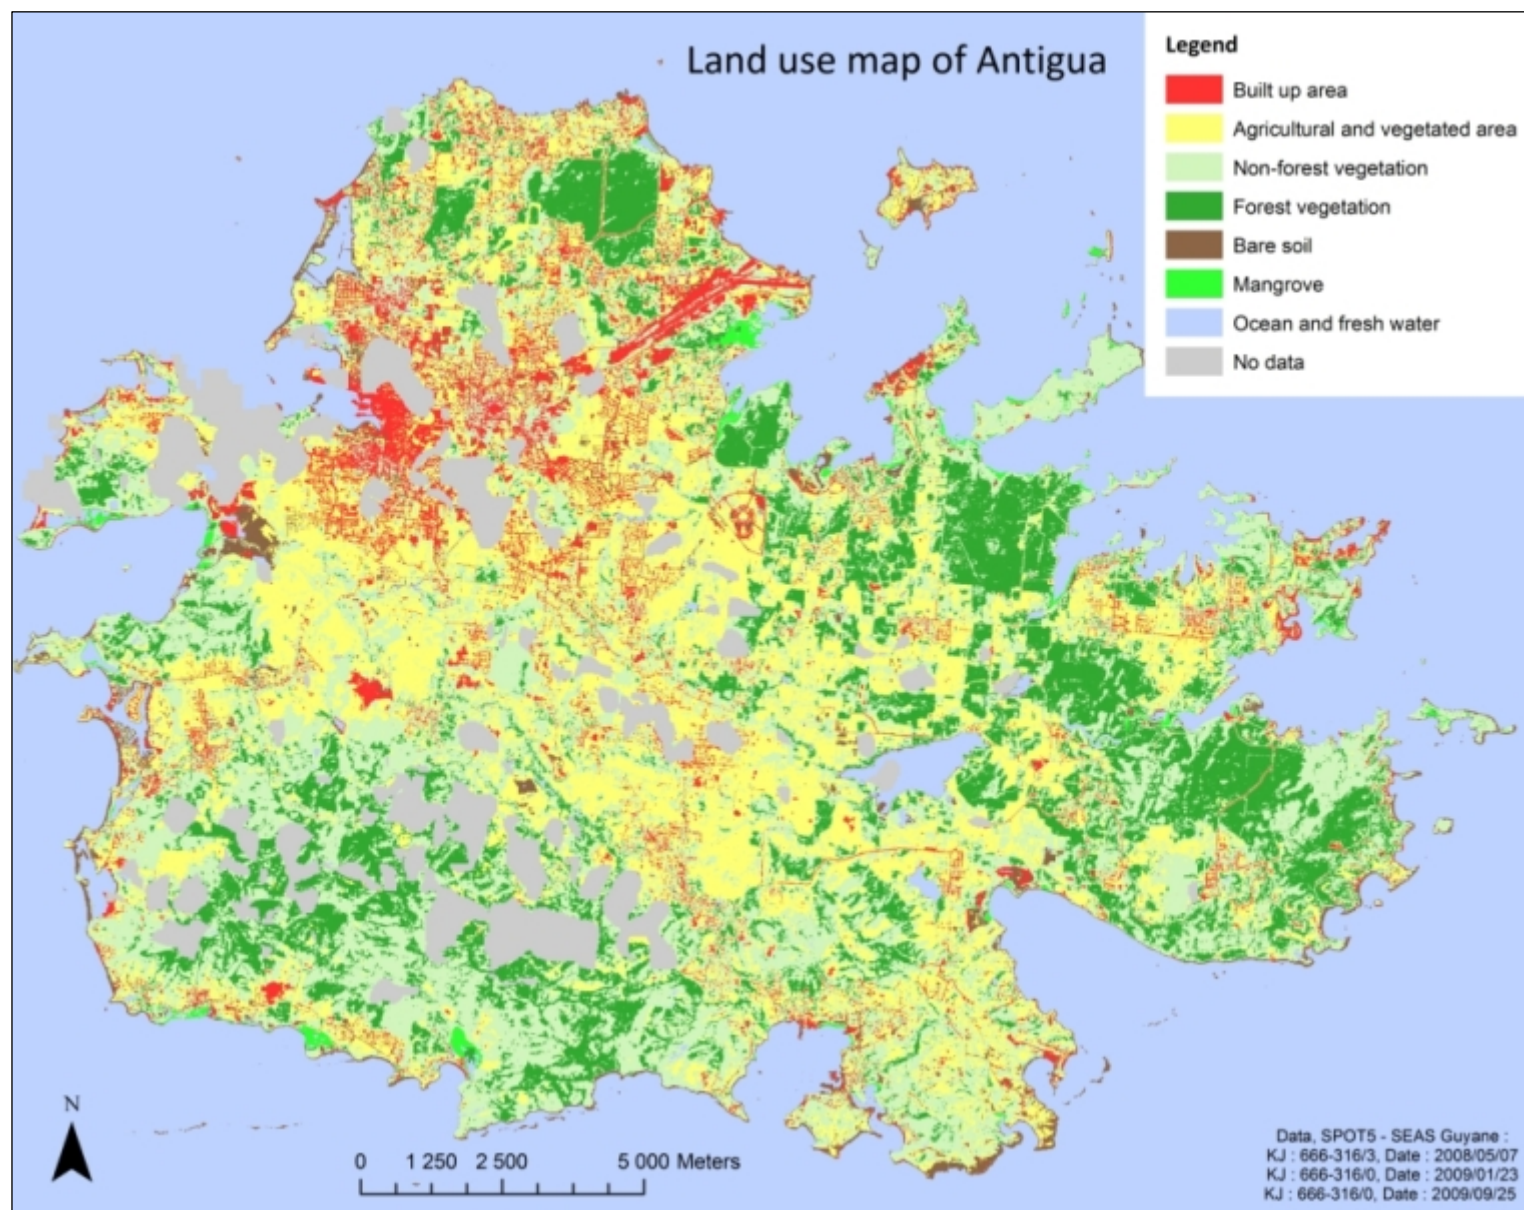 Land use map of Antigua
Legend
Built up area
Agricultural and vegetated area
Non-forest vegetation
Forest vegetation
Bare soil
Mangrove
Ocean and fresh water
No data
N
0 1 250 2 500 5 000 Meters
Data, SPOT5 - SEAS Guyane :
KJ : 666-316/3, Date : 2008/05/07
KJ : 666-316/0, Date : 2009/01/23
KJ : 666-316/0, Date : 2009/09/25